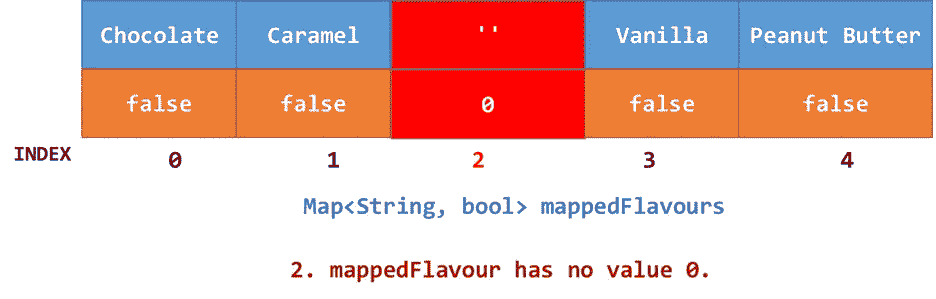 Chocolate Caramel '' Vanilla Peanut Butter
false false 0 false false
INDEX 0 1 2 3 4
Map<String, bool> mappedFlavours
2. mappedFlavour has no value 0.